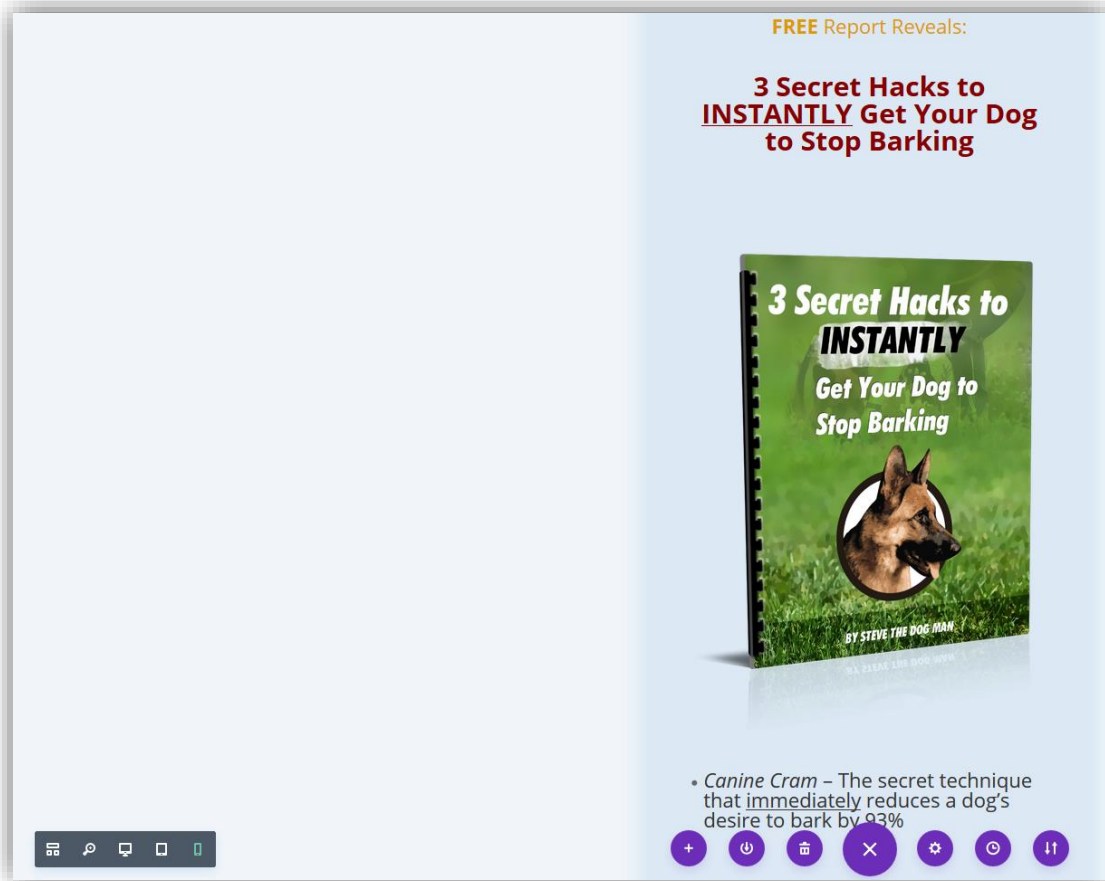 FREE Report Reveals:
3 Secret Hacks to
INSTANTLY Get Your Dog
to Stop Barking
3 Secret Hacks to
INSTANTLY
Get Your Dog to
Stop Barking
BY STEVE THE DOG MAN
• Canine Cram – The secret technique
that immediately reduces a dog’s
desire to bark by 93%